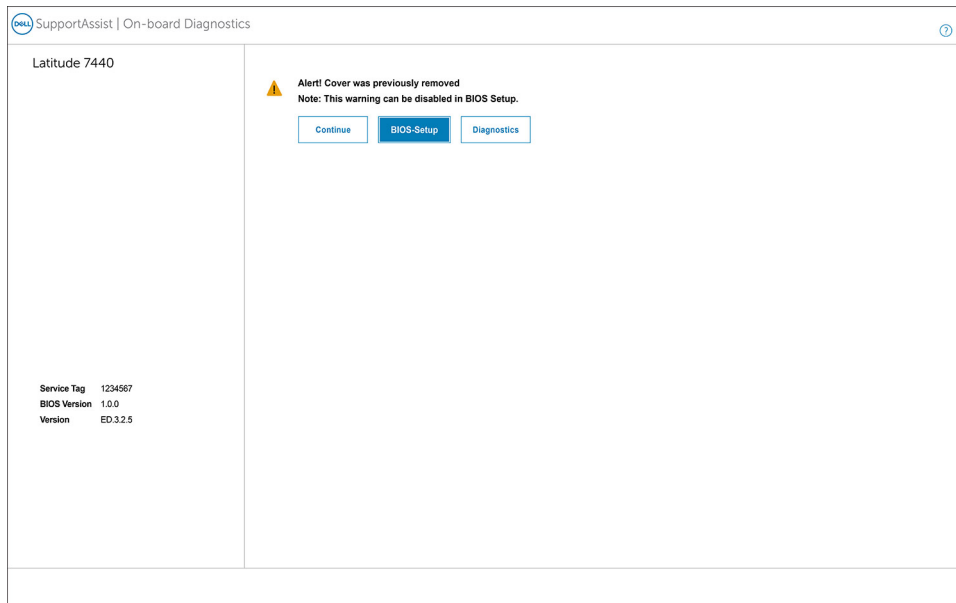 DELL SupportAssist | On-board Diagnostics
?
Latitude 7440
Alert! Cover was previously removed
Note: This warning can be disabled in BIOS Setup.
Continue BIOS-Setup Diagnostics
Service Tag 1234567
BIOS Version 1.0.0
Version ED.3.2.5